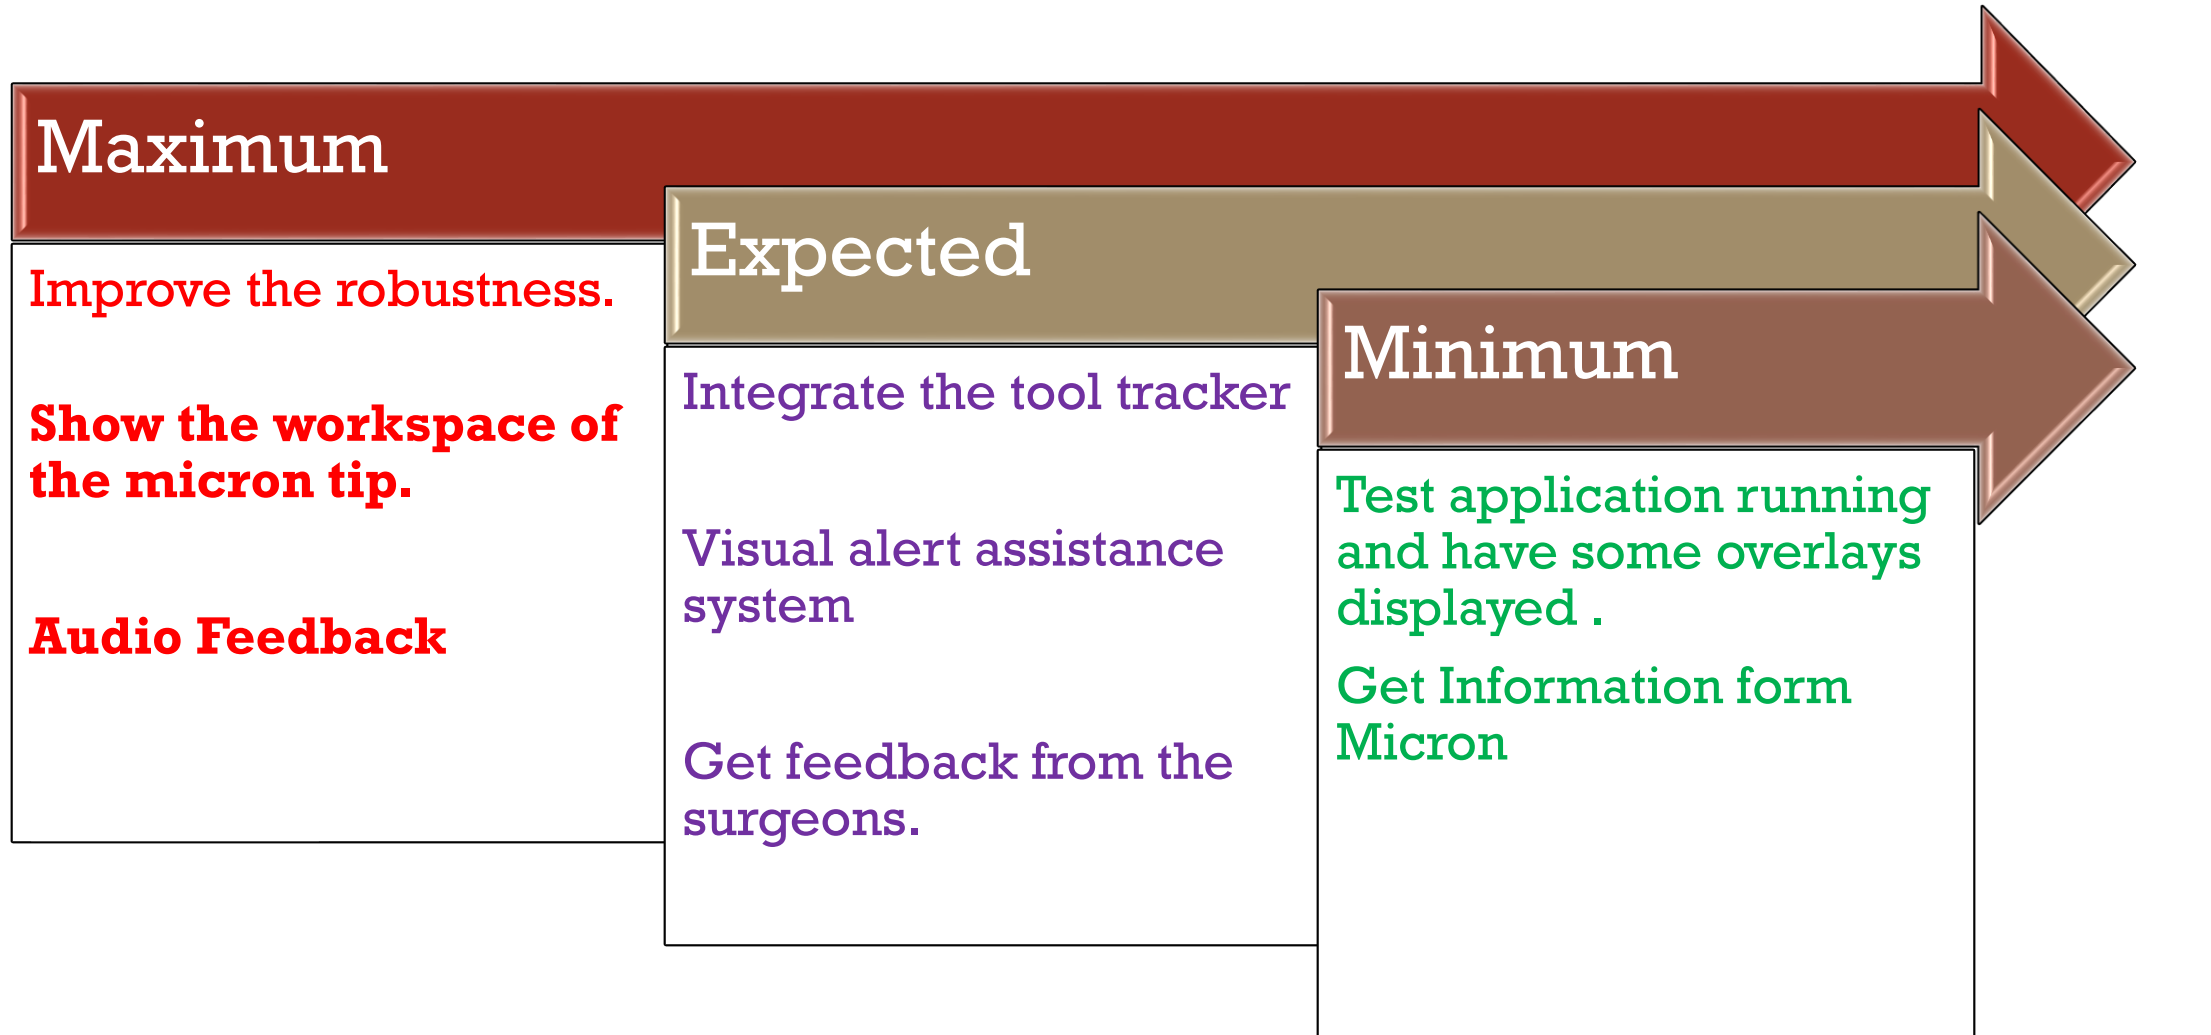 Maximum
Improve the robustness.
Show the workspace of
the micron tip.
Audio Feedback
Expected
Integrate the tool tracker
Visual alert assistance
system
Get feedback from the
surgeons.
Minimum
Test application running
and have some overlays
displayed .
Get Information form
Micron